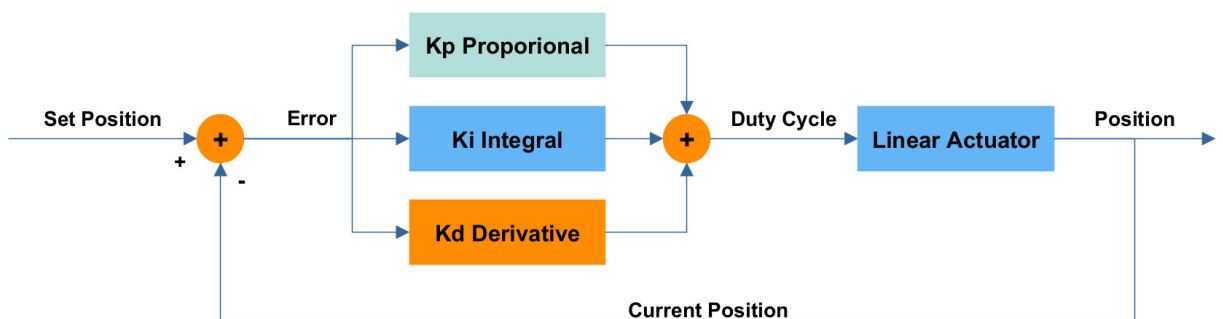 Kp Proporional
Set Position
Error
Duty Cycle
Position
+
+
Ki Integral
Linear Actuator
+
-
Kd Derivative
Current Position